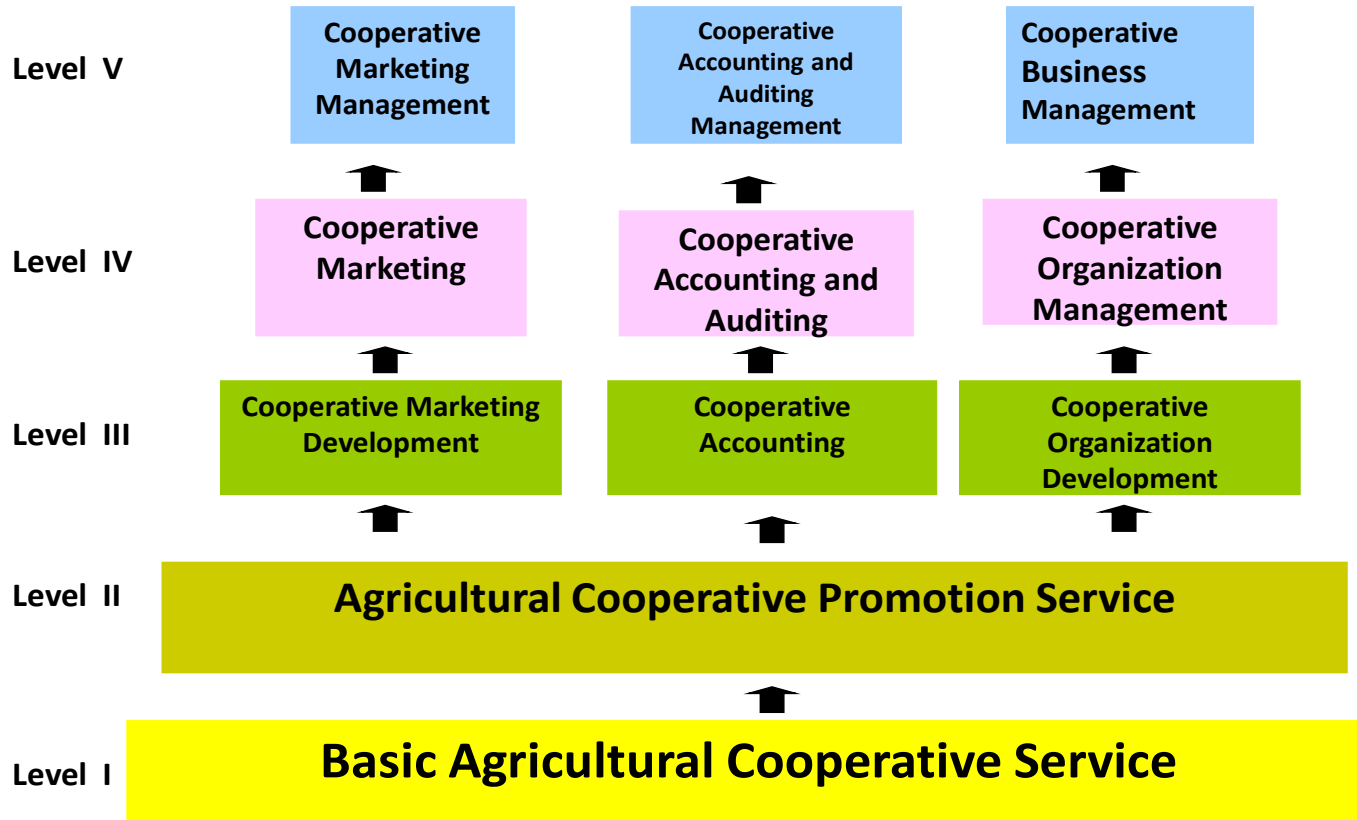 Level V
Cooperative
Marketing
Management
Cooperative
Accounting and
Auditing
Management
Cooperative
Business
Management
Level IV
Cooperative
Marketing
Cooperative
Accounting and
Auditing
Cooperative
Organization
Management
Level III
Cooperative Marketing
Development
Cooperative
Accounting
Cooperative
Organization
Development
Level II
Agricultural Cooperative Promotion Service
Level I
Basic Agricultural Cooperative Service